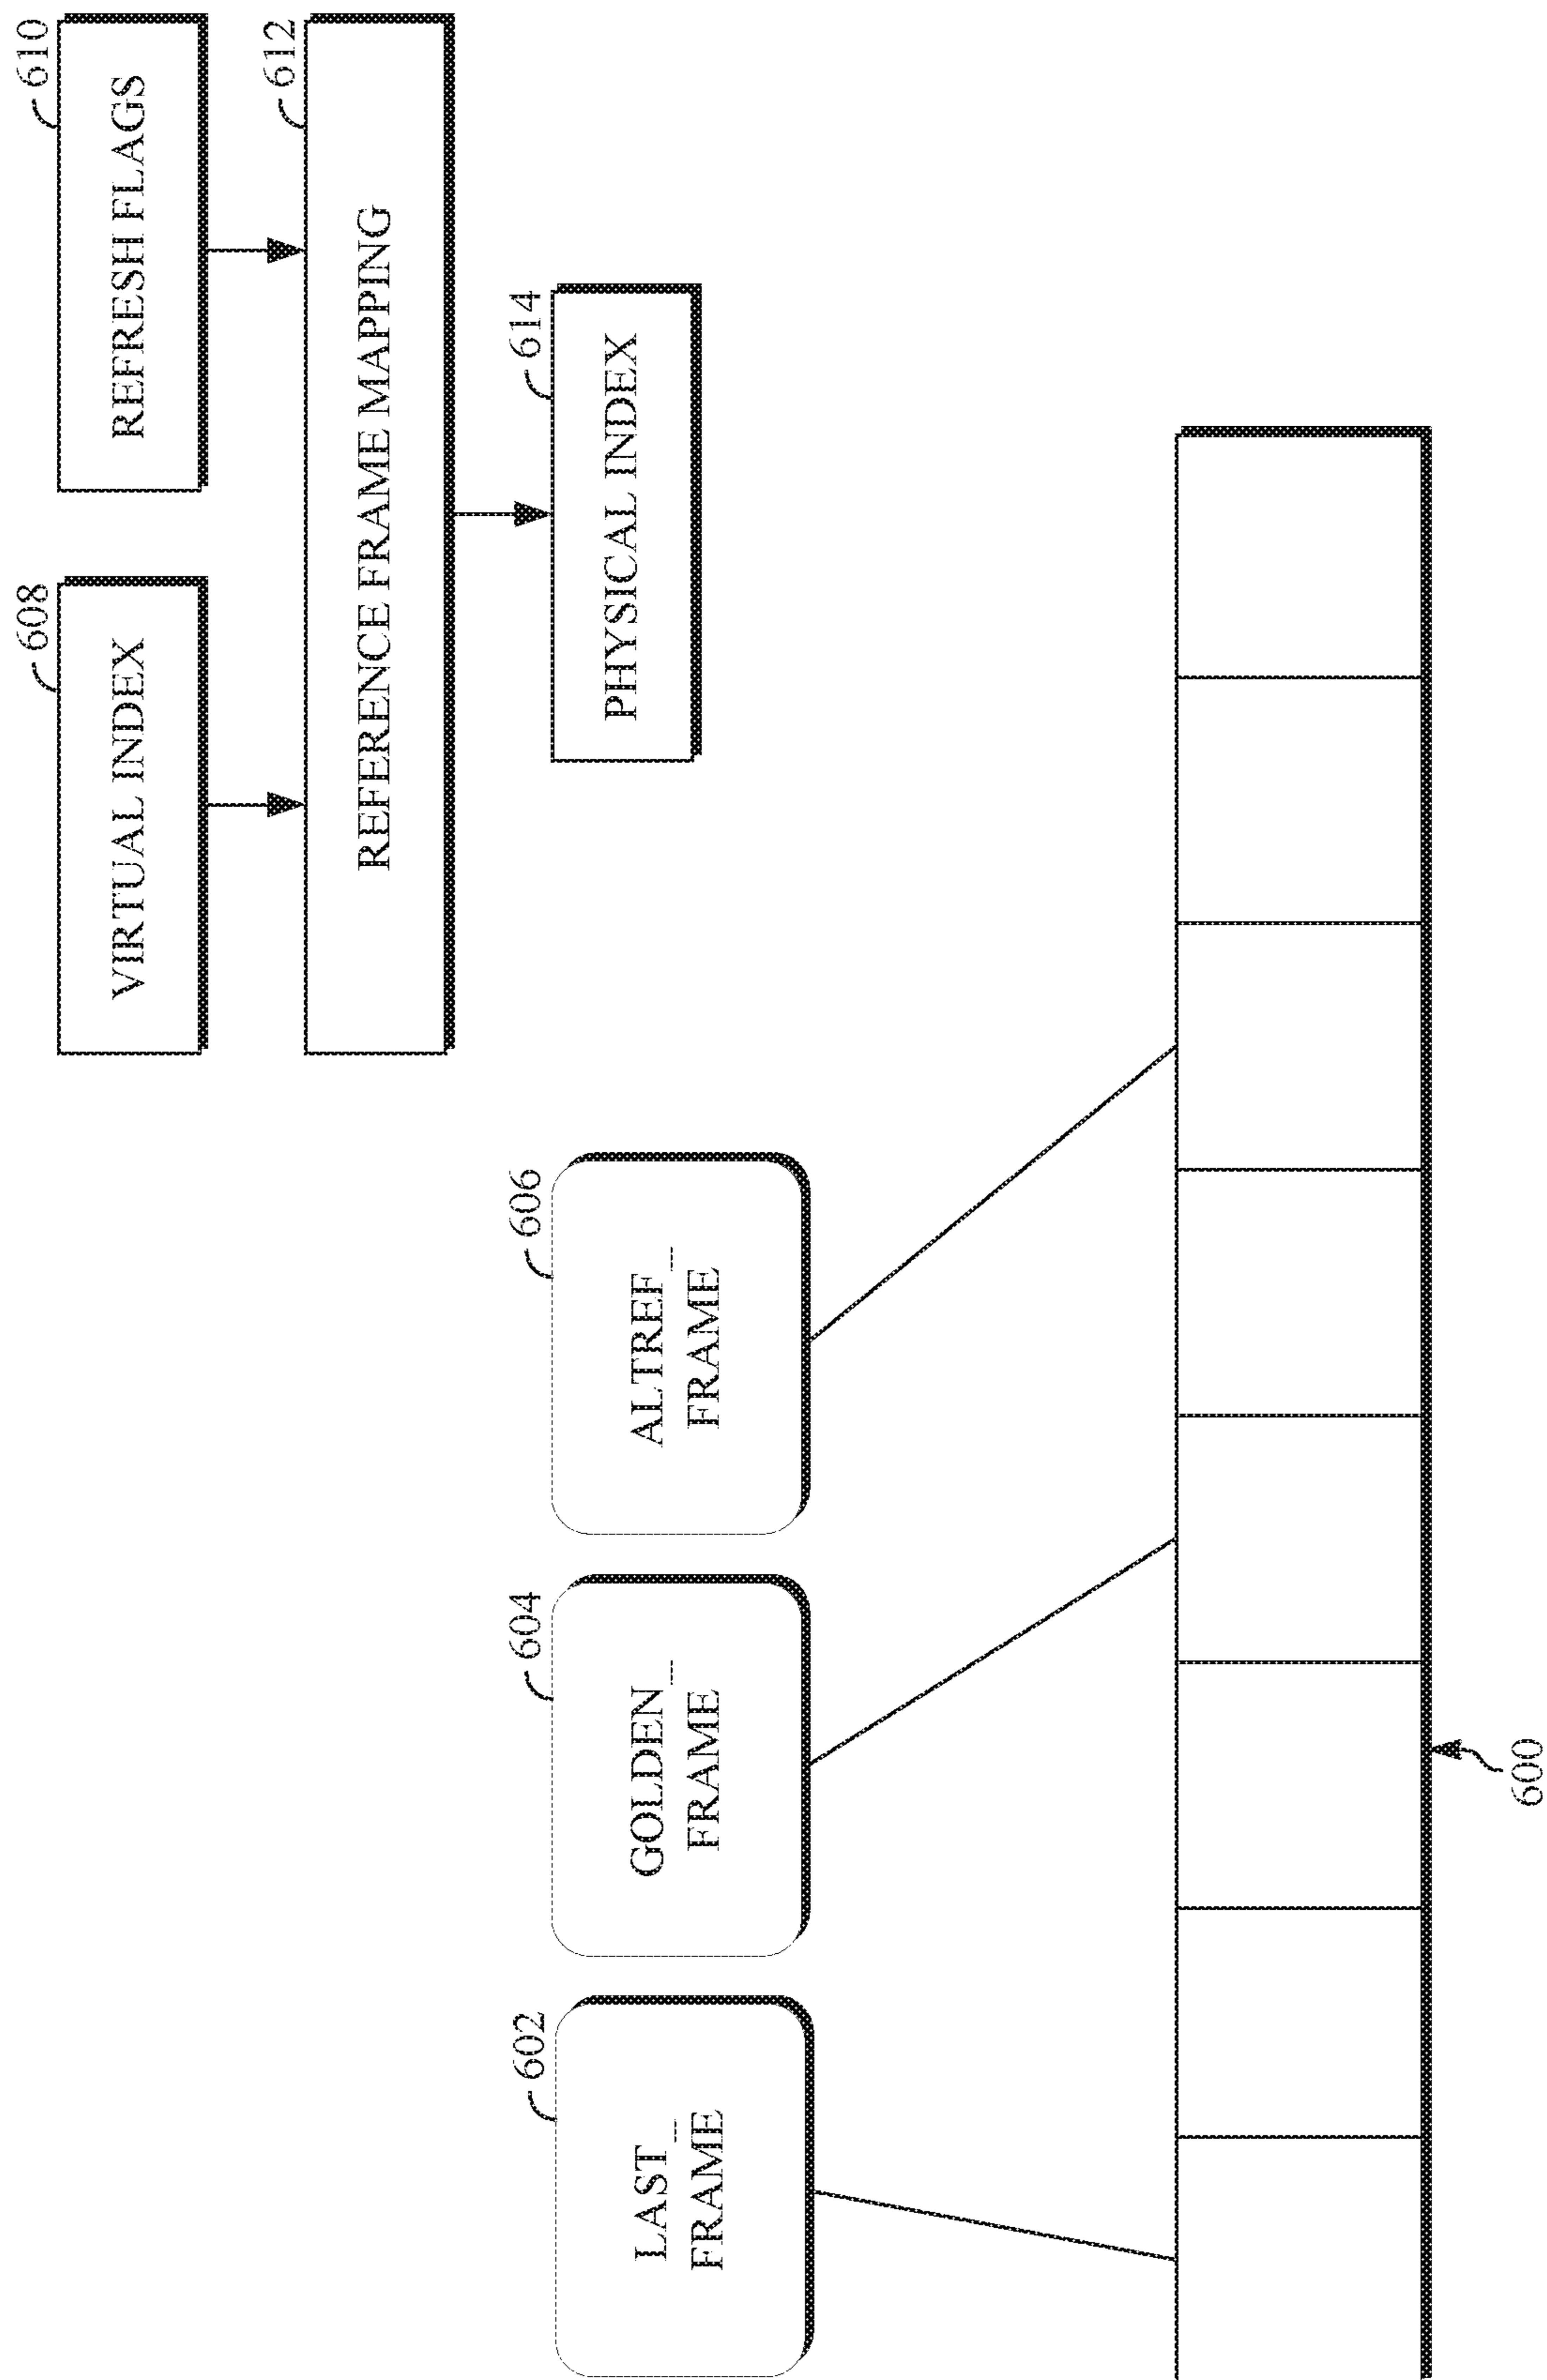 608
VIRTUAL INDEX
610
REFRESH FLAGS
612
REFERENCE FRAME MAPPING
614
PHYSICAL INDEX
602
LAST_
FRAME
604
GOLDEN_
FRAME
606
ALTREF_
FRAME
600